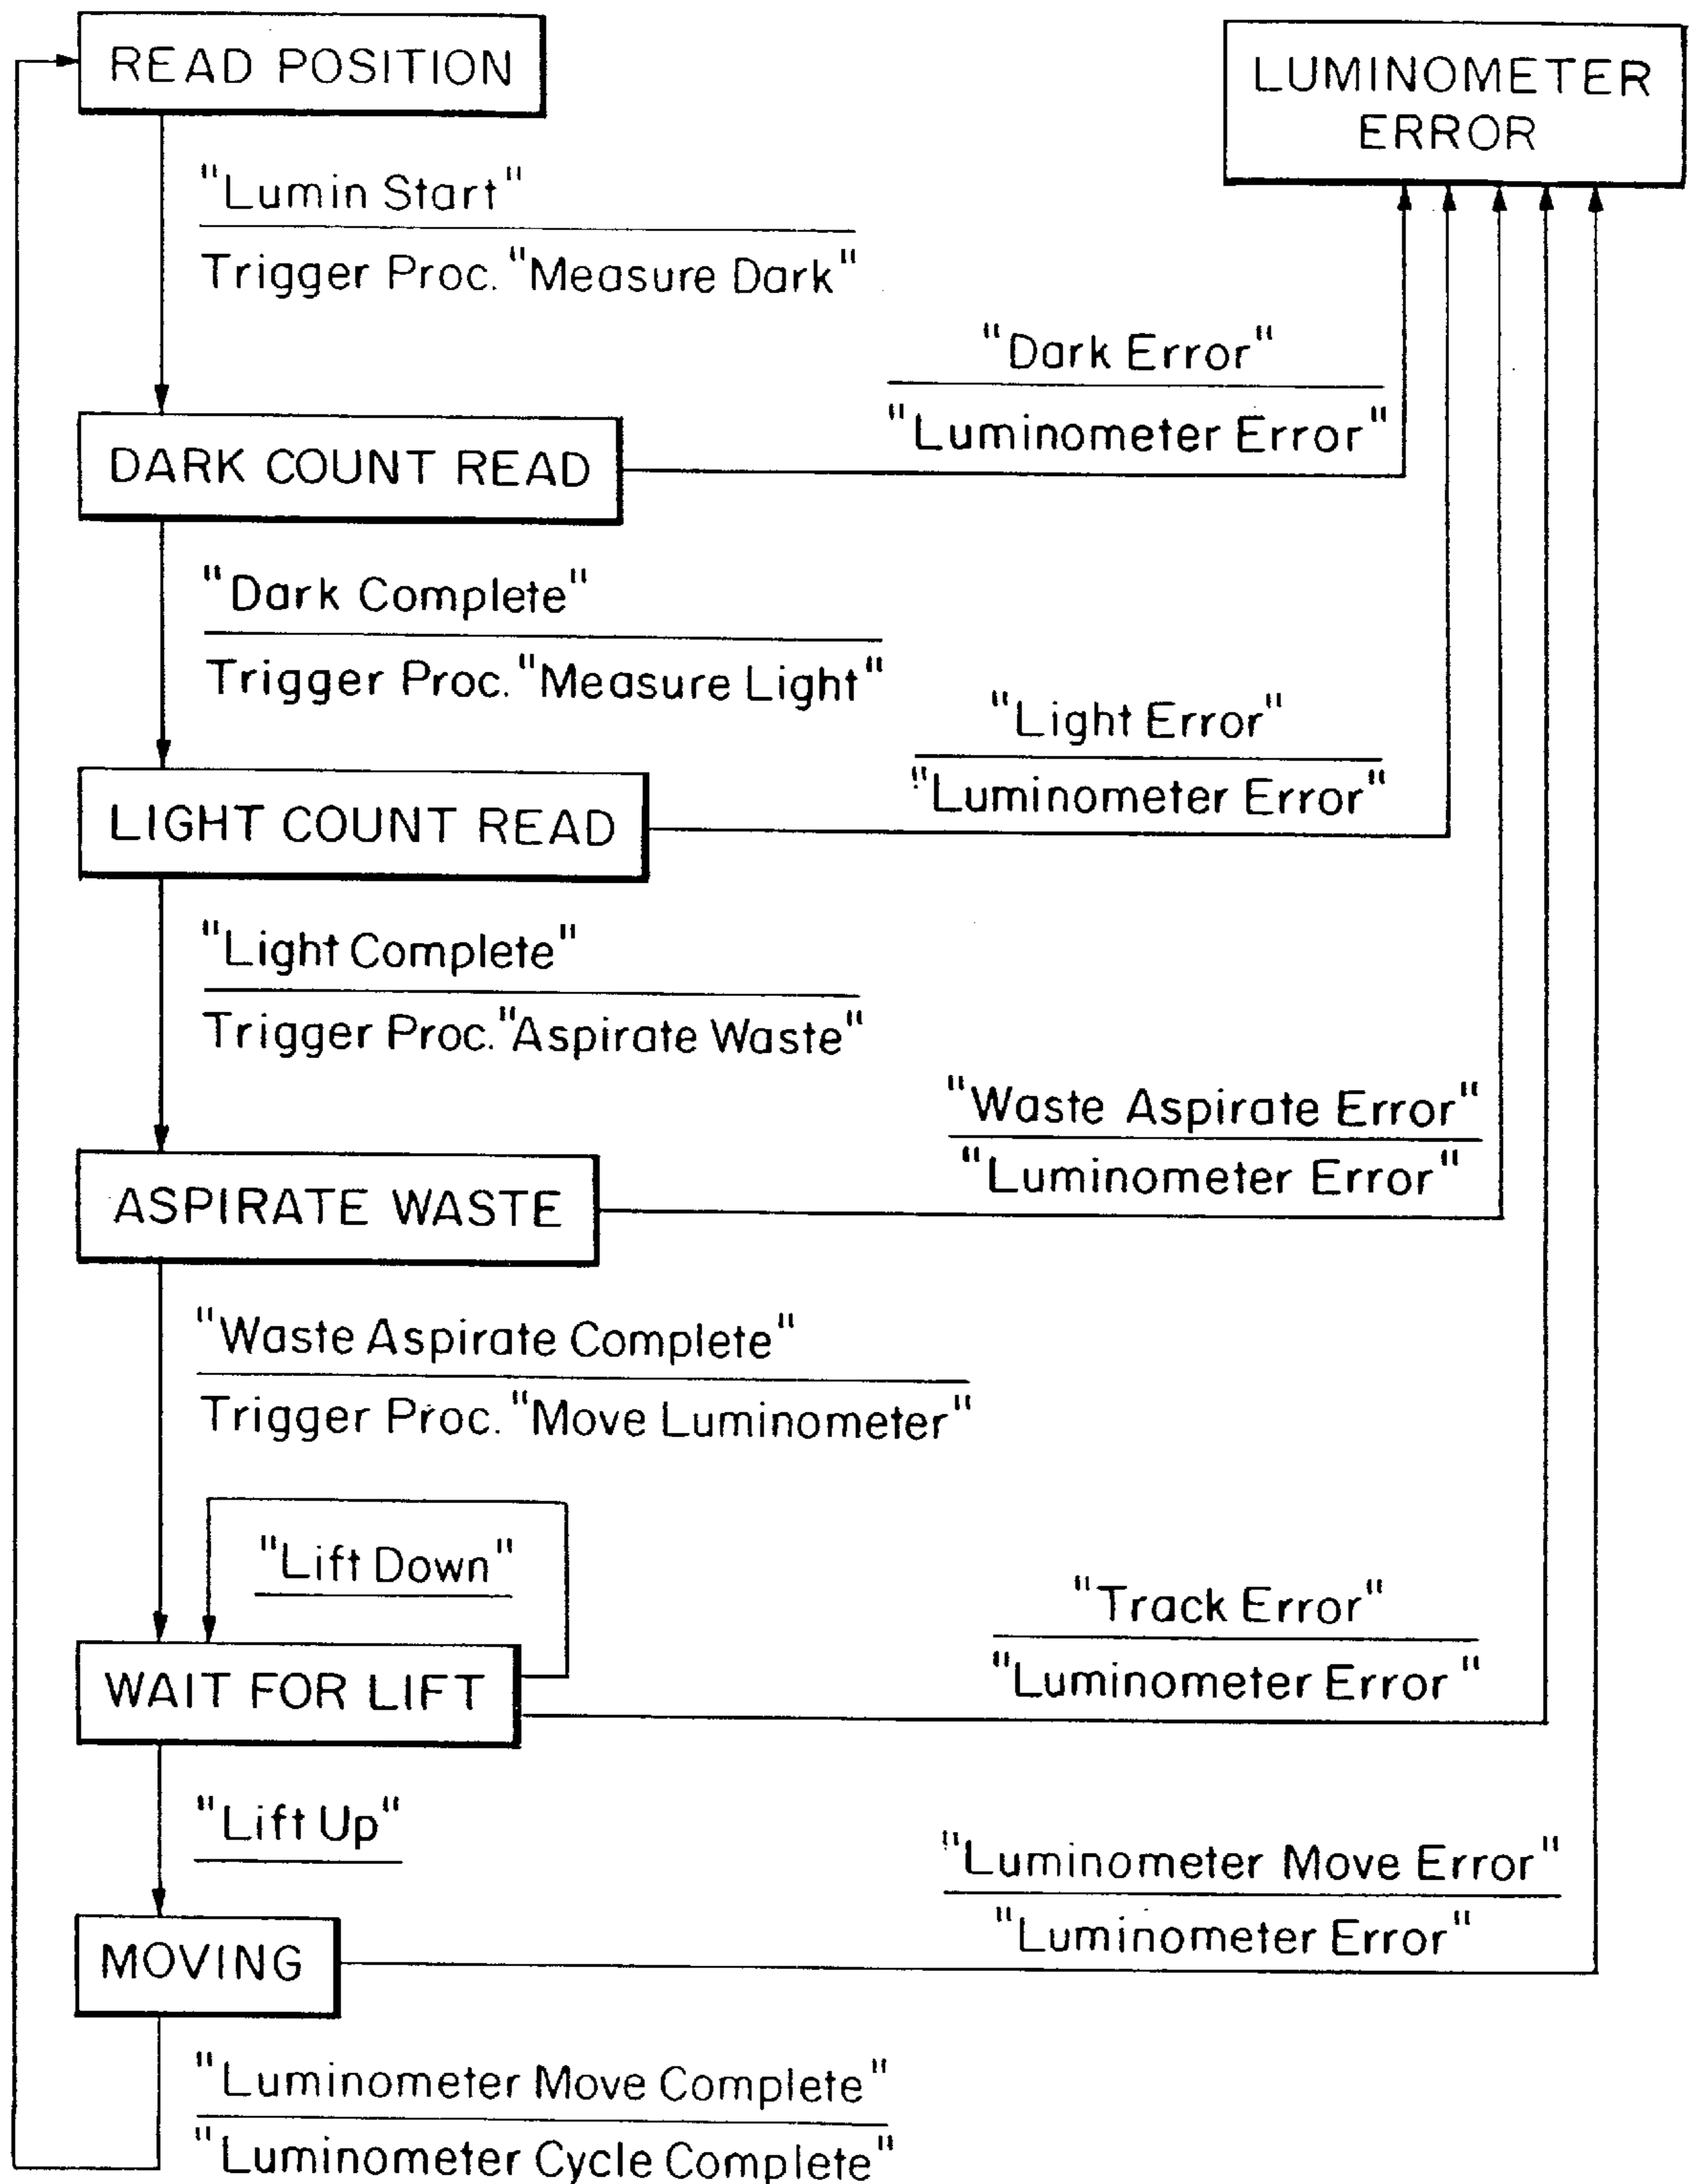 READ POSITION
LUMINOMETER
ERROR
"Lumin Start"
Trigger Proc. "Measure Dark"
"Dark Error"
"Luminometer Error"
DARK COUNT READ
"Dark Complete"
Trigger Proc. "Measure Light"
"Light Error"
"Luminometer Error"
LIGHT COUNT READ
"Light Complete"
Trigger Proc. "Aspirate Waste"
"Waste Aspirate Error"
"Luminometer Error"
ASPIRATE WASTE
"Waste Aspirate Complete"
Trigger Proc. "Move Luminometer"
"Lift Down"
"Track Error"
"Luminometer Error"
WAIT FOR LIFT
"Lift Up"
"Luminometer Move Error"
"Luminometer Error"
MOVING
"Luminometer Move Complete"
"Luminometer Cycle Complete"